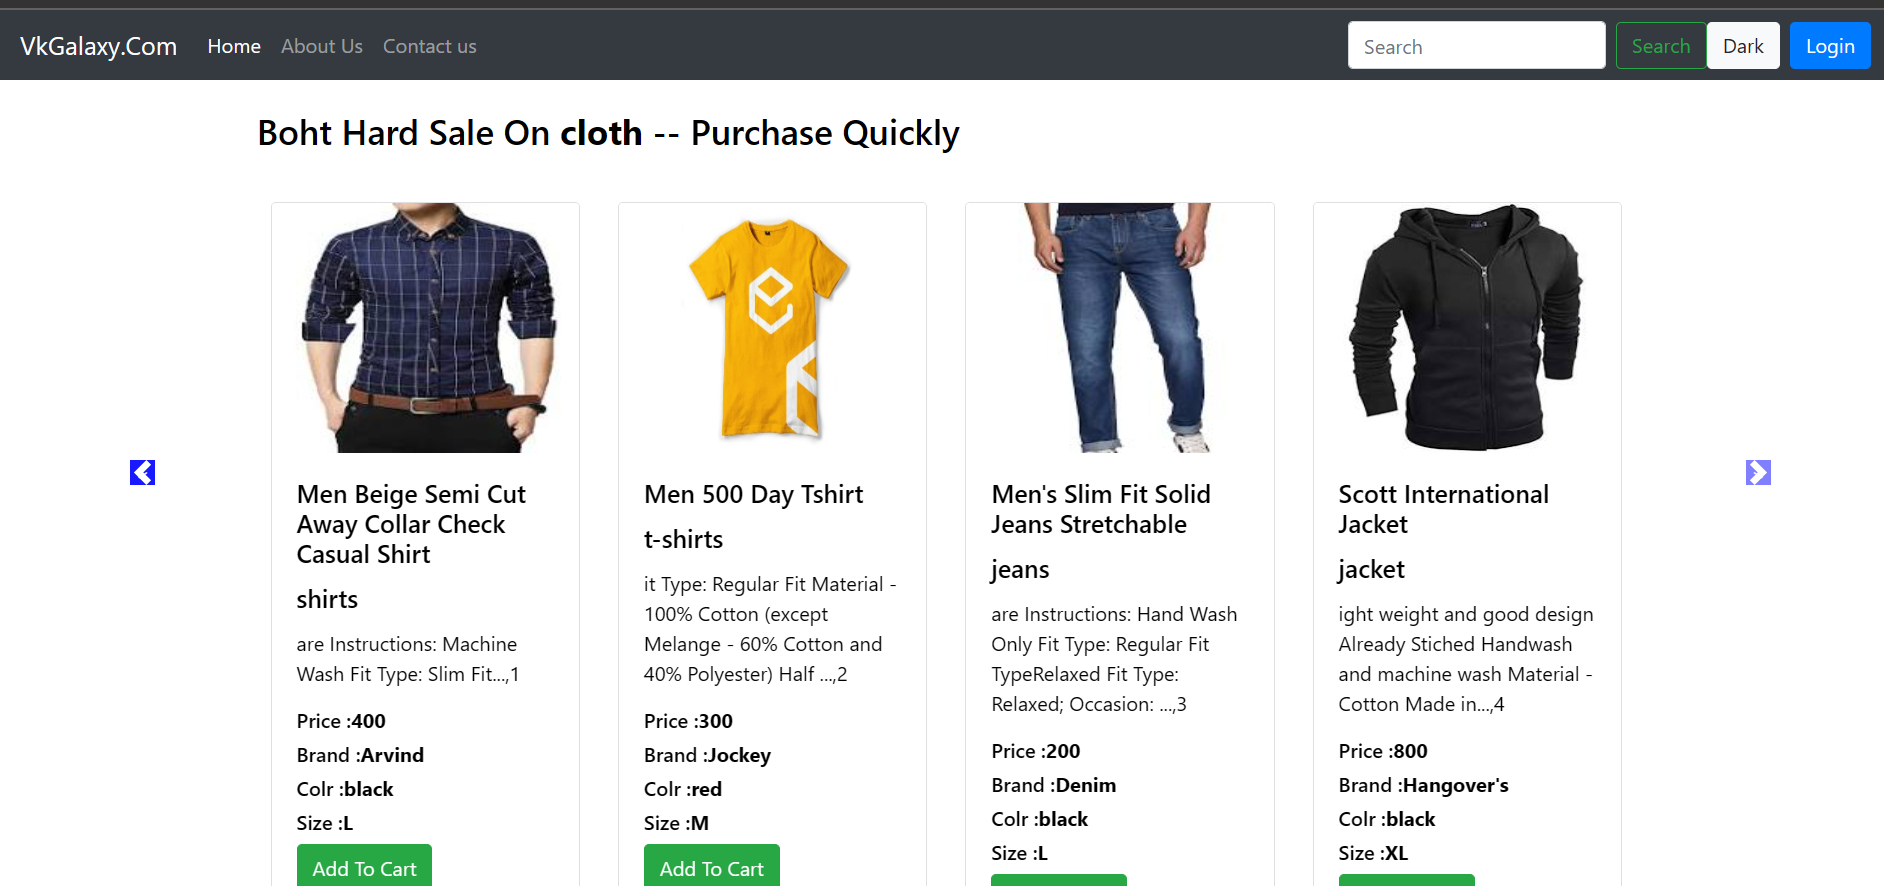 VkGalaxy.Com Home About Us Contact us Search Search Dark Login
Boht Hard Sale On cloth -- Purchase Quickly
Men Beige Semi Cut
Away Collar Check
Casual Shirt
shirts
are Instructions: Machine
Wash Fit Type: Slim Fit...,1
Price :400
Brand :Arvind
Colr :black
Size :L
Add To Cart
Men 500 Day Tshirt
t-shirts
it Type: Regular Fit Material -
100% Cotton (except
Melange - 60% Cotton and
40% Polyester) Half ...,2
Price :300
Brand :Jockey
Colr :red
Size :M
Add To Cart
Men's Slim Fit Solid
Jeans Stretchable
jeans
are Instructions: Hand Wash
Only Fit Type: Regular Fit
TypeRelaxed Fit Type:
Relaxed; Occasion: ...,3
Price :200
Brand :Denim
Colr :black
Size :L
Scott International
Jacket
jacket
ight weight and good design
Already Stiched Handwash
and machine wash Material -
Cotton Made in...,4
Price :800
Brand :Hangover's
Colr :black
Size :XL